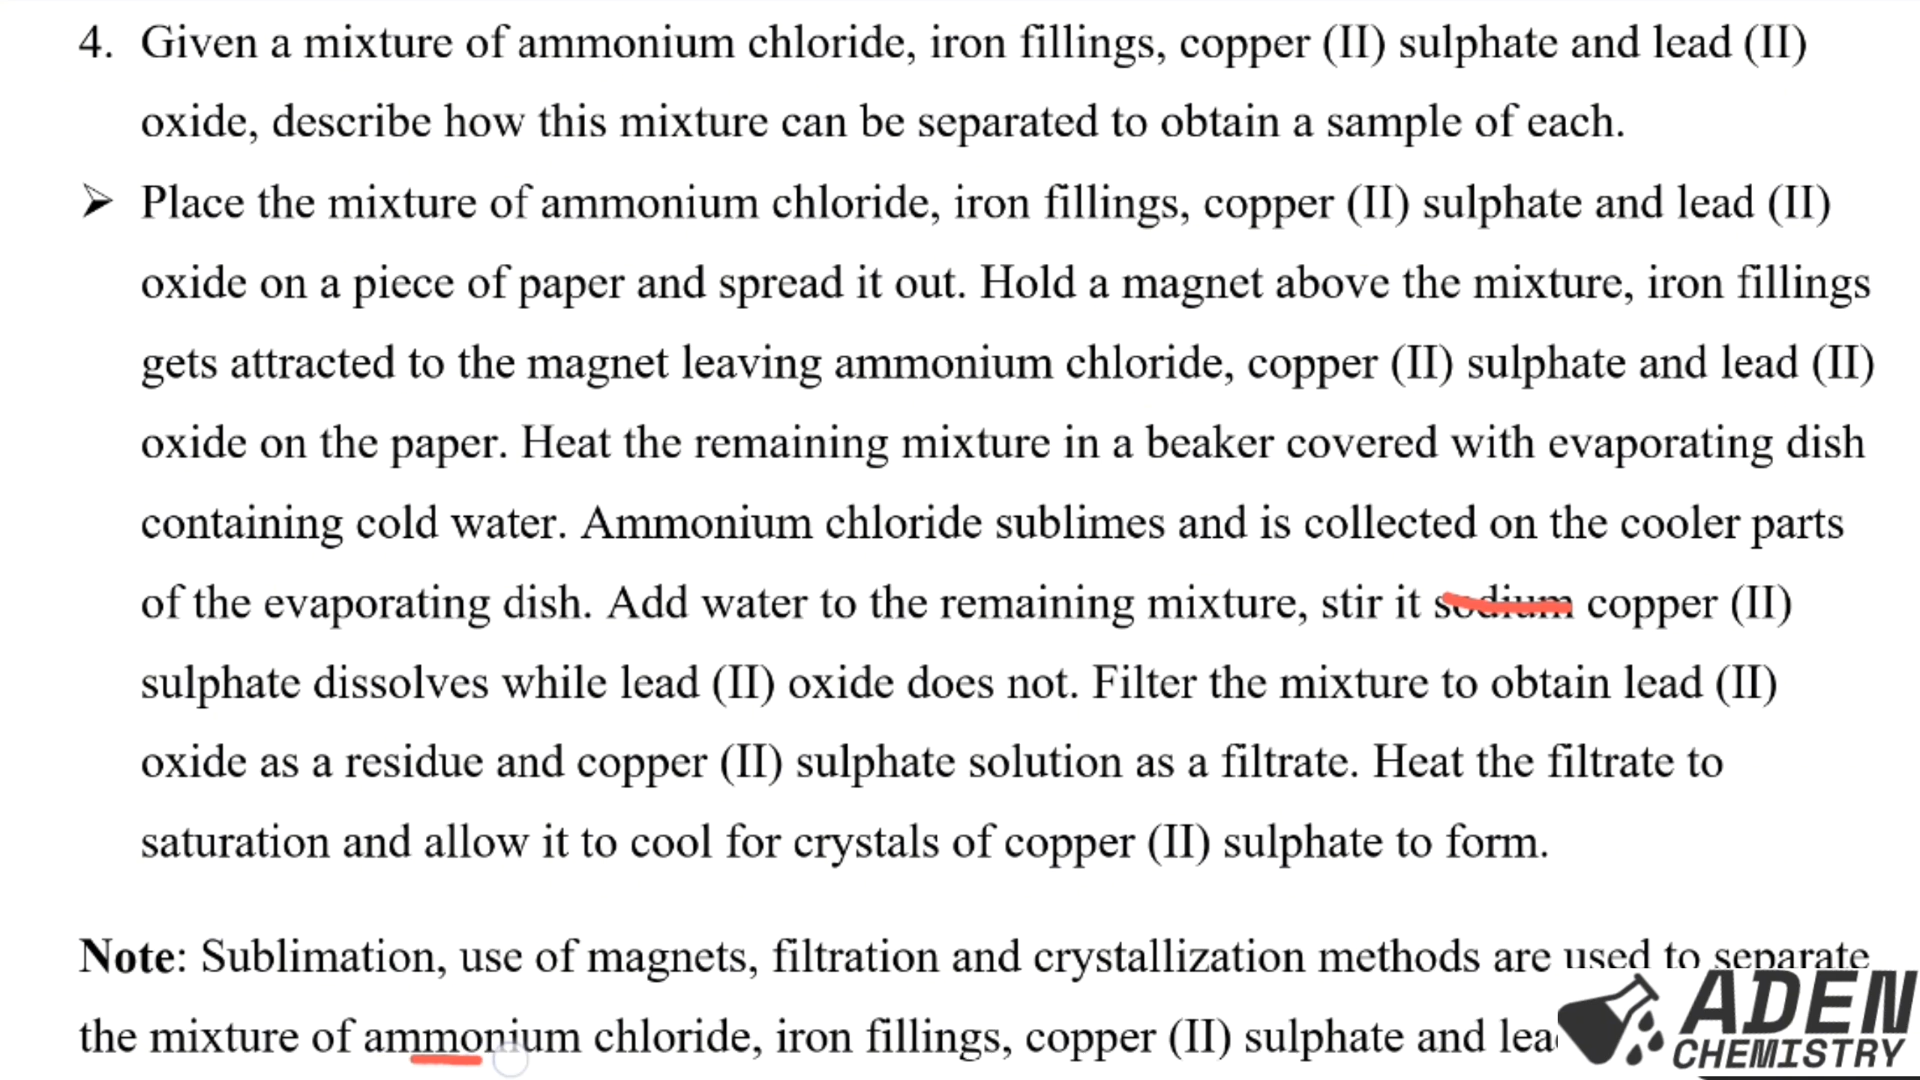 4. Given a mixture of ammonium chloride, iron fillings, copper (II) sulphate and lead (II)
oxide, describe how this mixture can be separated to obtain a sample of each.
➢ Place the mixture of ammonium chloride, iron fillings, copper (II) sulphate and lead (II)
oxide on a piece of paper and spread it out. Hold a magnet above the mixture, iron fillings
gets attracted to the magnet leaving ammonium chloride, copper (II) sulphate and lead (II)
oxide on the paper. Heat the remaining mixture in a beaker covered with evaporating dish
containing cold water. Ammonium chloride sublimes and is collected on the cooler parts
of the evaporating dish. Add water to the remaining mixture, stir it sodium copper (II)
sulphate dissolves while lead (II) oxide does not. Filter the mixture to obtain lead (II)
oxide as a residue and copper (II) sulphate solution as a filtrate. Heat the filtrate to
saturation and allow it to cool for crystals of copper (II) sulphate to form.
Note: Sublimation, use of magnets, filtration and crystallization methods are used to separate
the mixture of ammonium chloride, iron fillings, copper (II) sulphate and lea
ADEN
CHEMISTRY